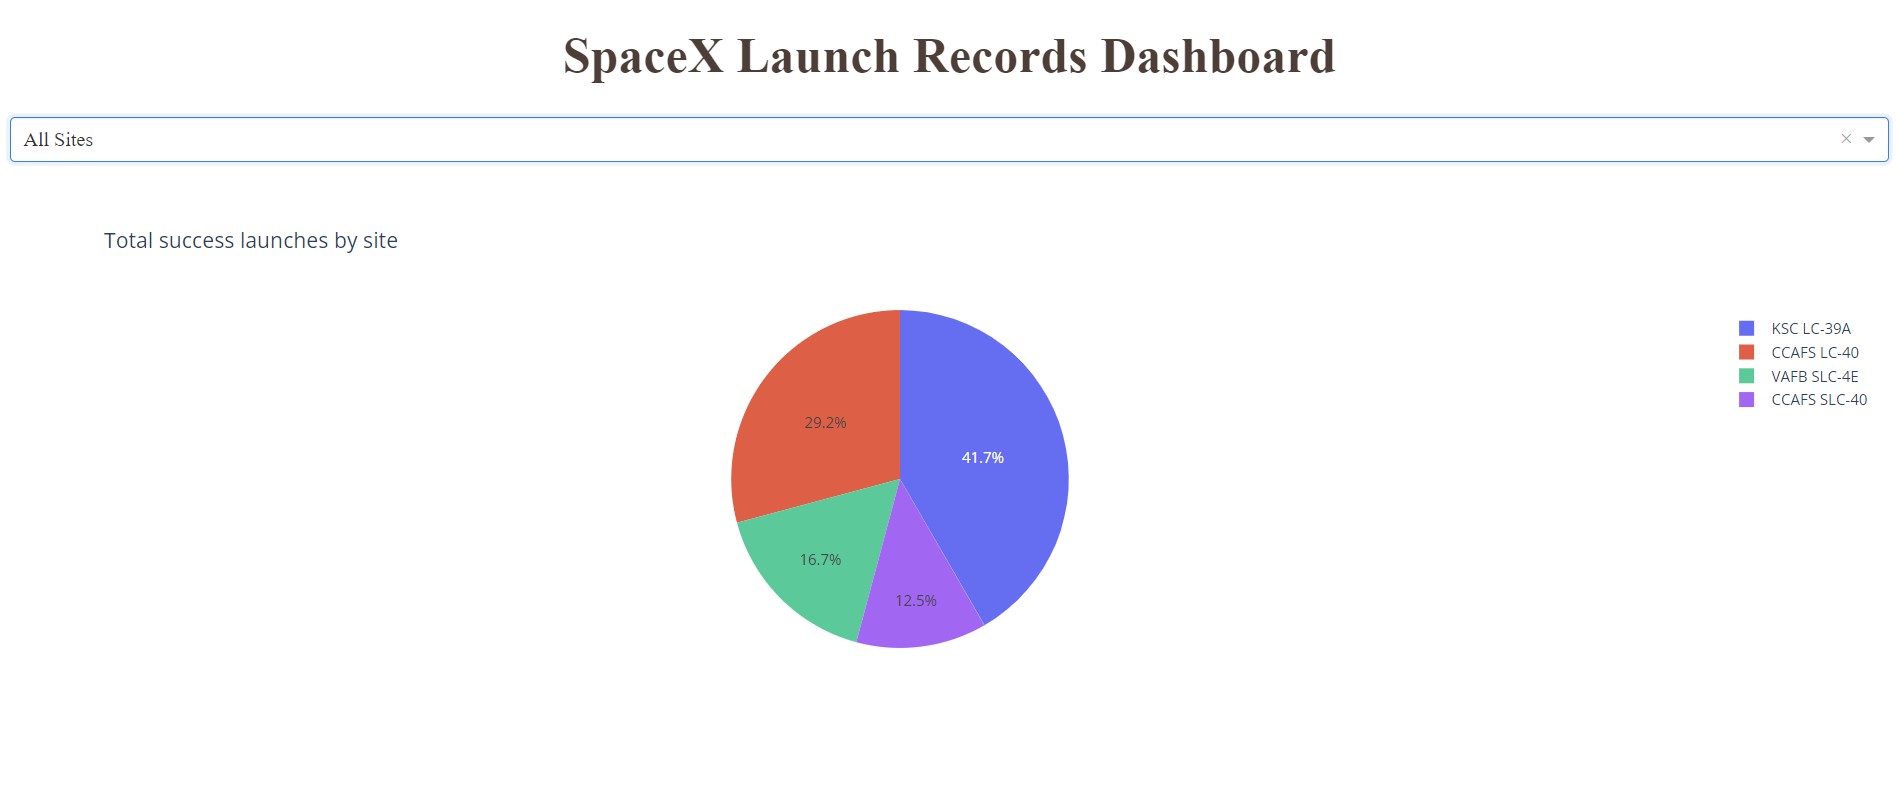 SpaceX Launch Records Dashboard
All Sites
Total success launches by site
KSC LC-39A
CCAFS LC-40
VAFB SLC-4E
CCAFS SLC-40
29.2%
41.7%
16.7%
12.5%